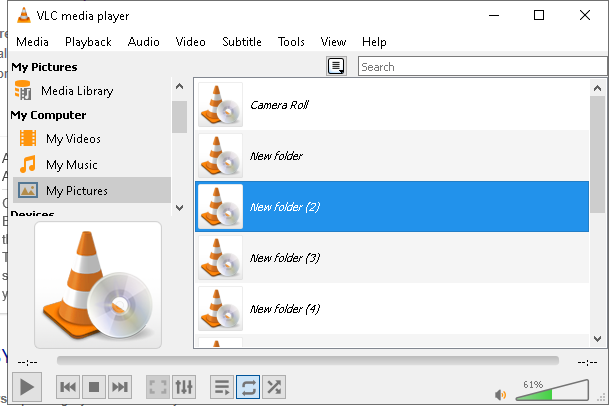 VLC media player
Media Playback Audio Video Subtitle Tools View Help
My Pictures
Search
Media Library
My Computer
My Videos
My Music
My Pictures
Devices
Camera Roll
New folder
New folder (2)
New folder (3)
New folder (4)
--:--
--:--
61%